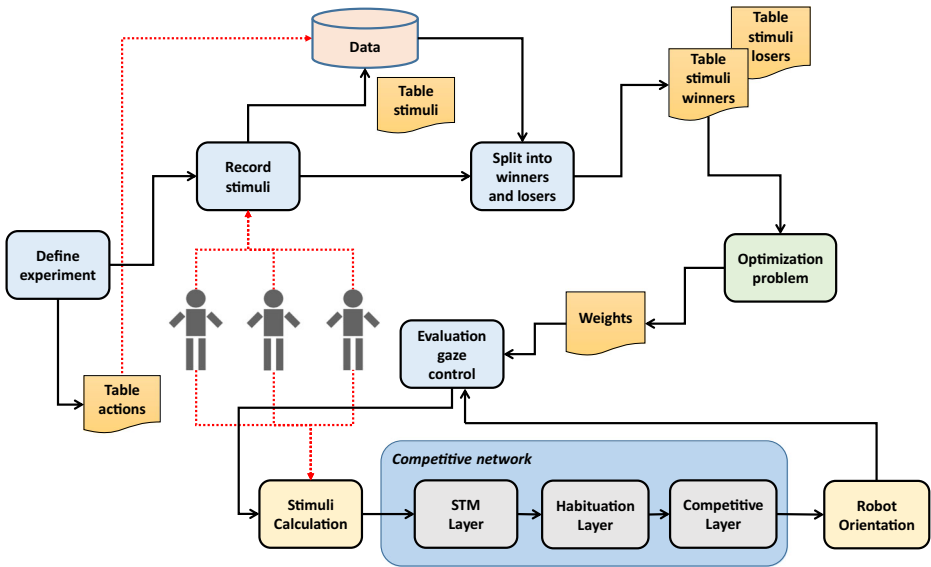 Data
Table
stimuli
losers
Table
stimuli
winners
Table
stimuli
Record
stimuli
Split into
winners
and losers
Define
experiment
Optimization
problem
Weights
Evaluation
gaze
control
Table
actions
Competitive network
Stimuli
Calculation
STM
Layer
Habituation
Layer
Competitive
Layer
Robot
Orientation